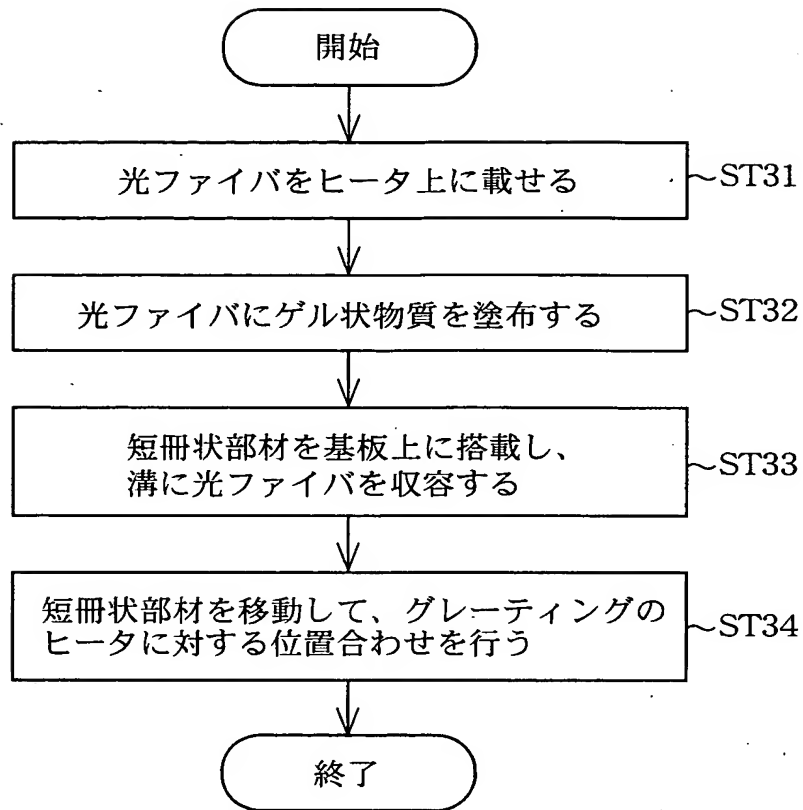 開始
光ファイバをヒータ上に載せる
~ST31
光ファイバにゲル状物質を塗布する
~ST32
短冊状部材を基板上に搭載し、
溝に光ファイバを収容する
~ST33
短冊状部材を移動して、グレーティングの
ヒータに対する位置合わせを行う
~ST34
終了